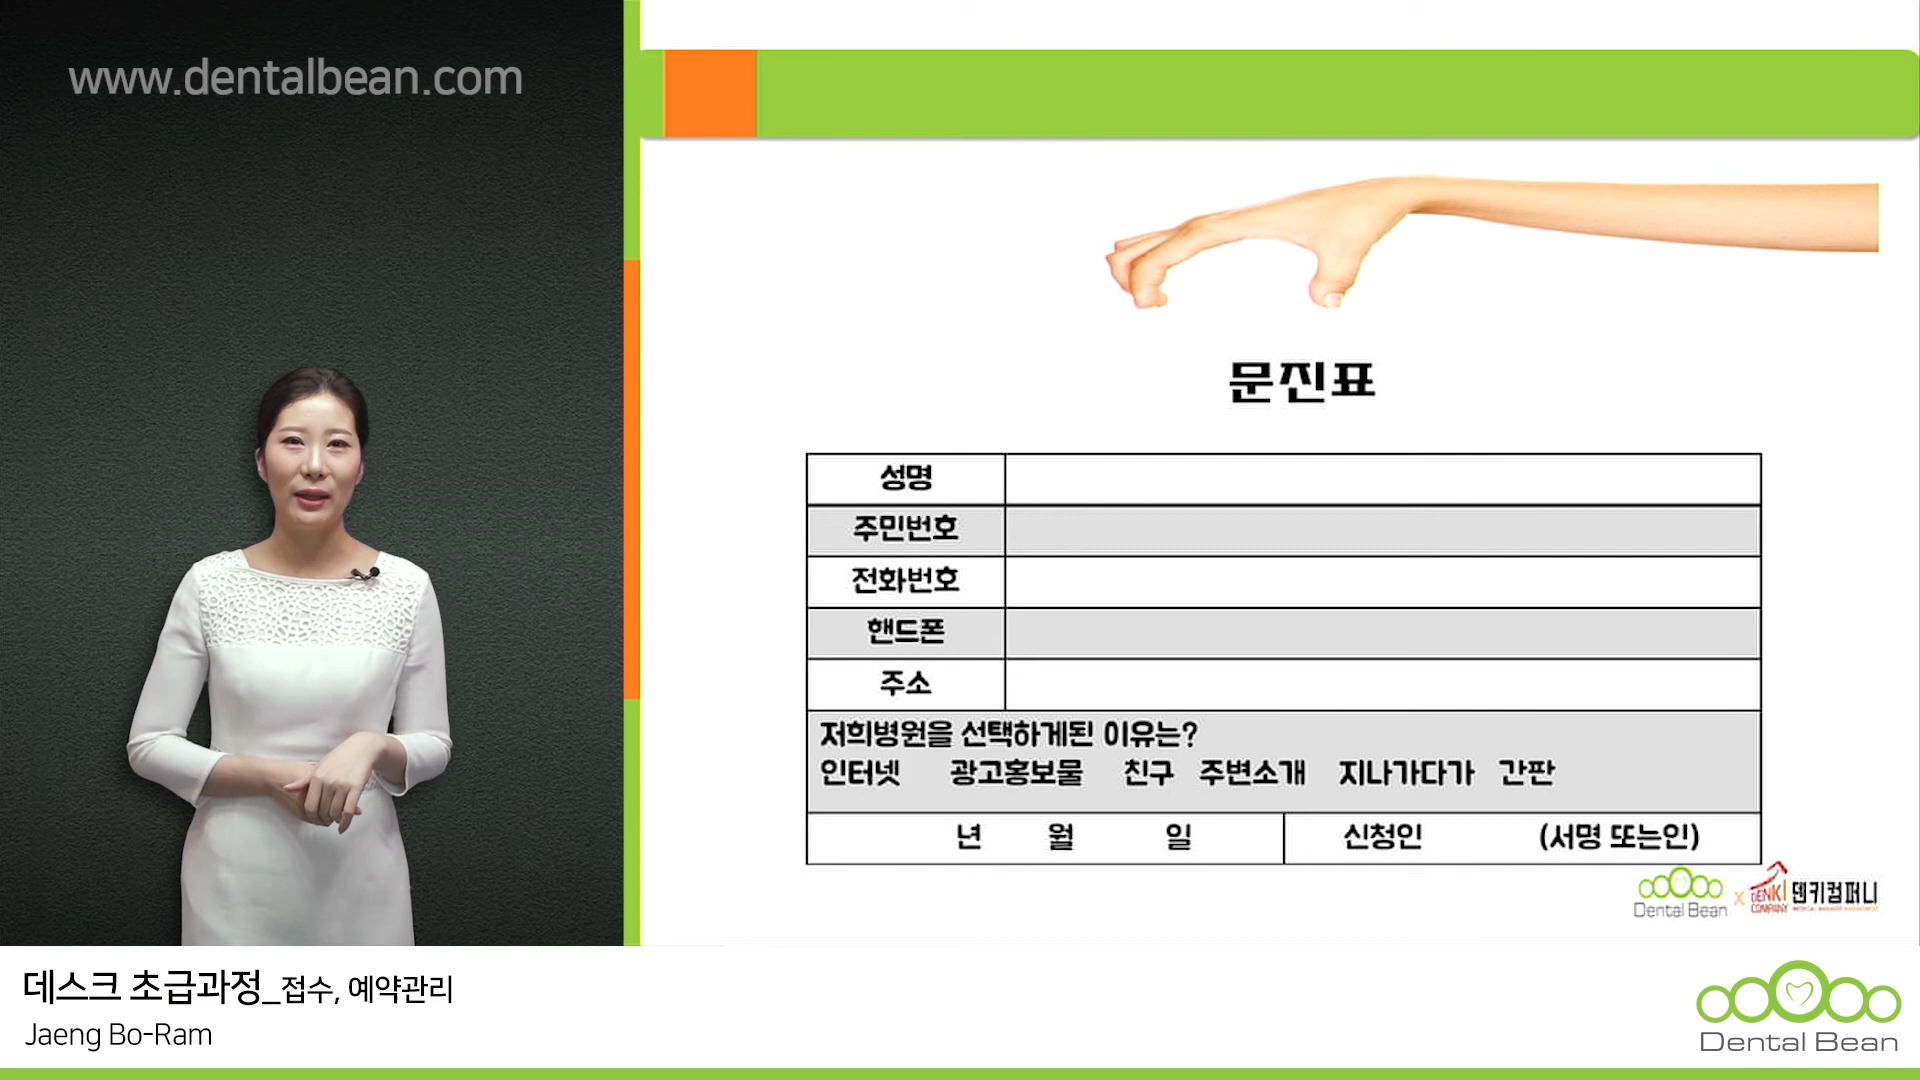 www.dentalbean.com
문진표
성명
주민번호
전화번호
핸드폰
주소
저희병원을 선택하게된 이유는?
인터넷 광고홍보물 친구 주변소개 지나가다가 간판
년 월 일 신청인 (서명 또는인)
Dental Bean X DENKI COMPANY 덴키컴퍼니
데스크 초급과정_접수, 예약관리
Jaeng Bo-Ram
Dental Bean